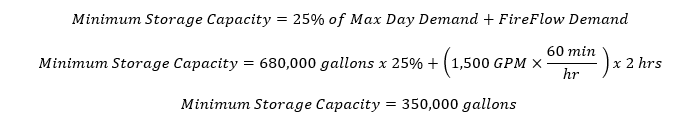 Minimum Storage Capacity = 25% of Max Day Demand + FireFlow Demand
Minimum Storage Capacity = 680,000 gallons x 25% + (1,500 GPM × 60 min / hr) x 2 hrs
Minimum Storage Capacity = 350,000 gallons